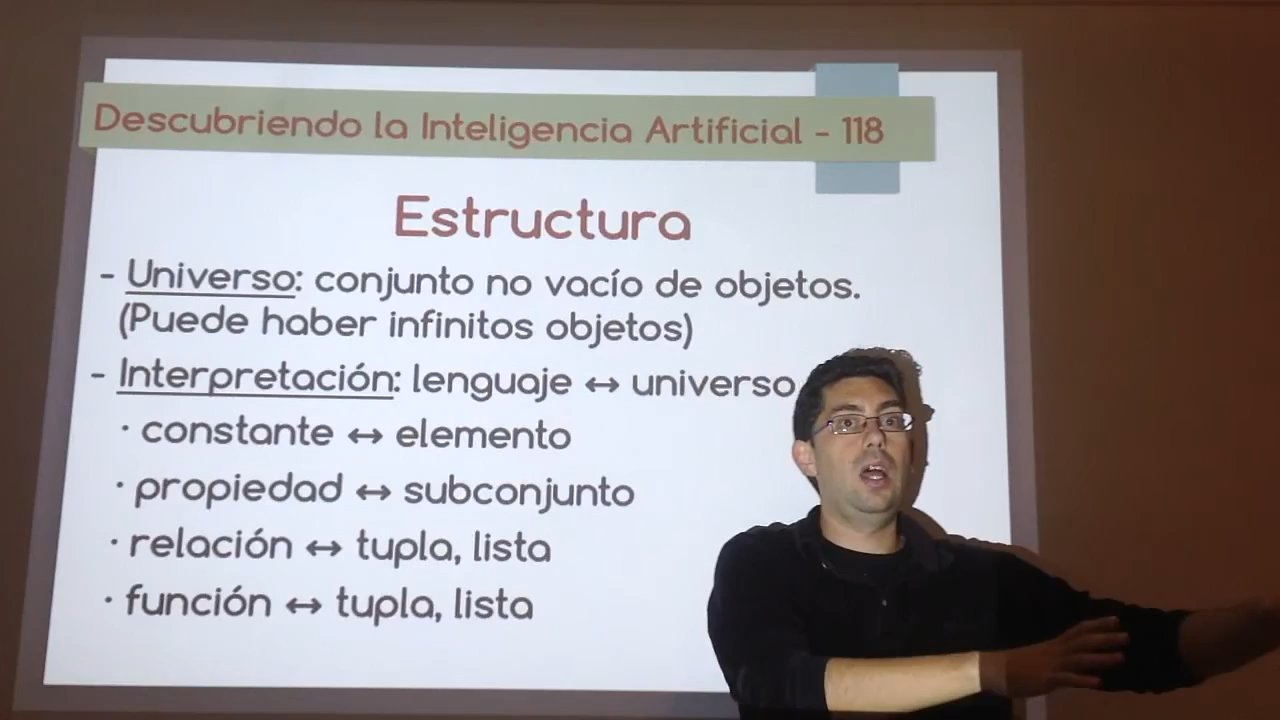 Descubriendo la Inteligencia Artificial - 118
Estructura
- Universo: conjunto no vacío de objetos.
(Puede haber infinitos objetos)
- Interpretación: lenguaje ↔ universo
· constante ↔ elemento
· propiedad ↔ subconjunto
· relación ↔ tupla, lista
· función ↔ tupla, lista